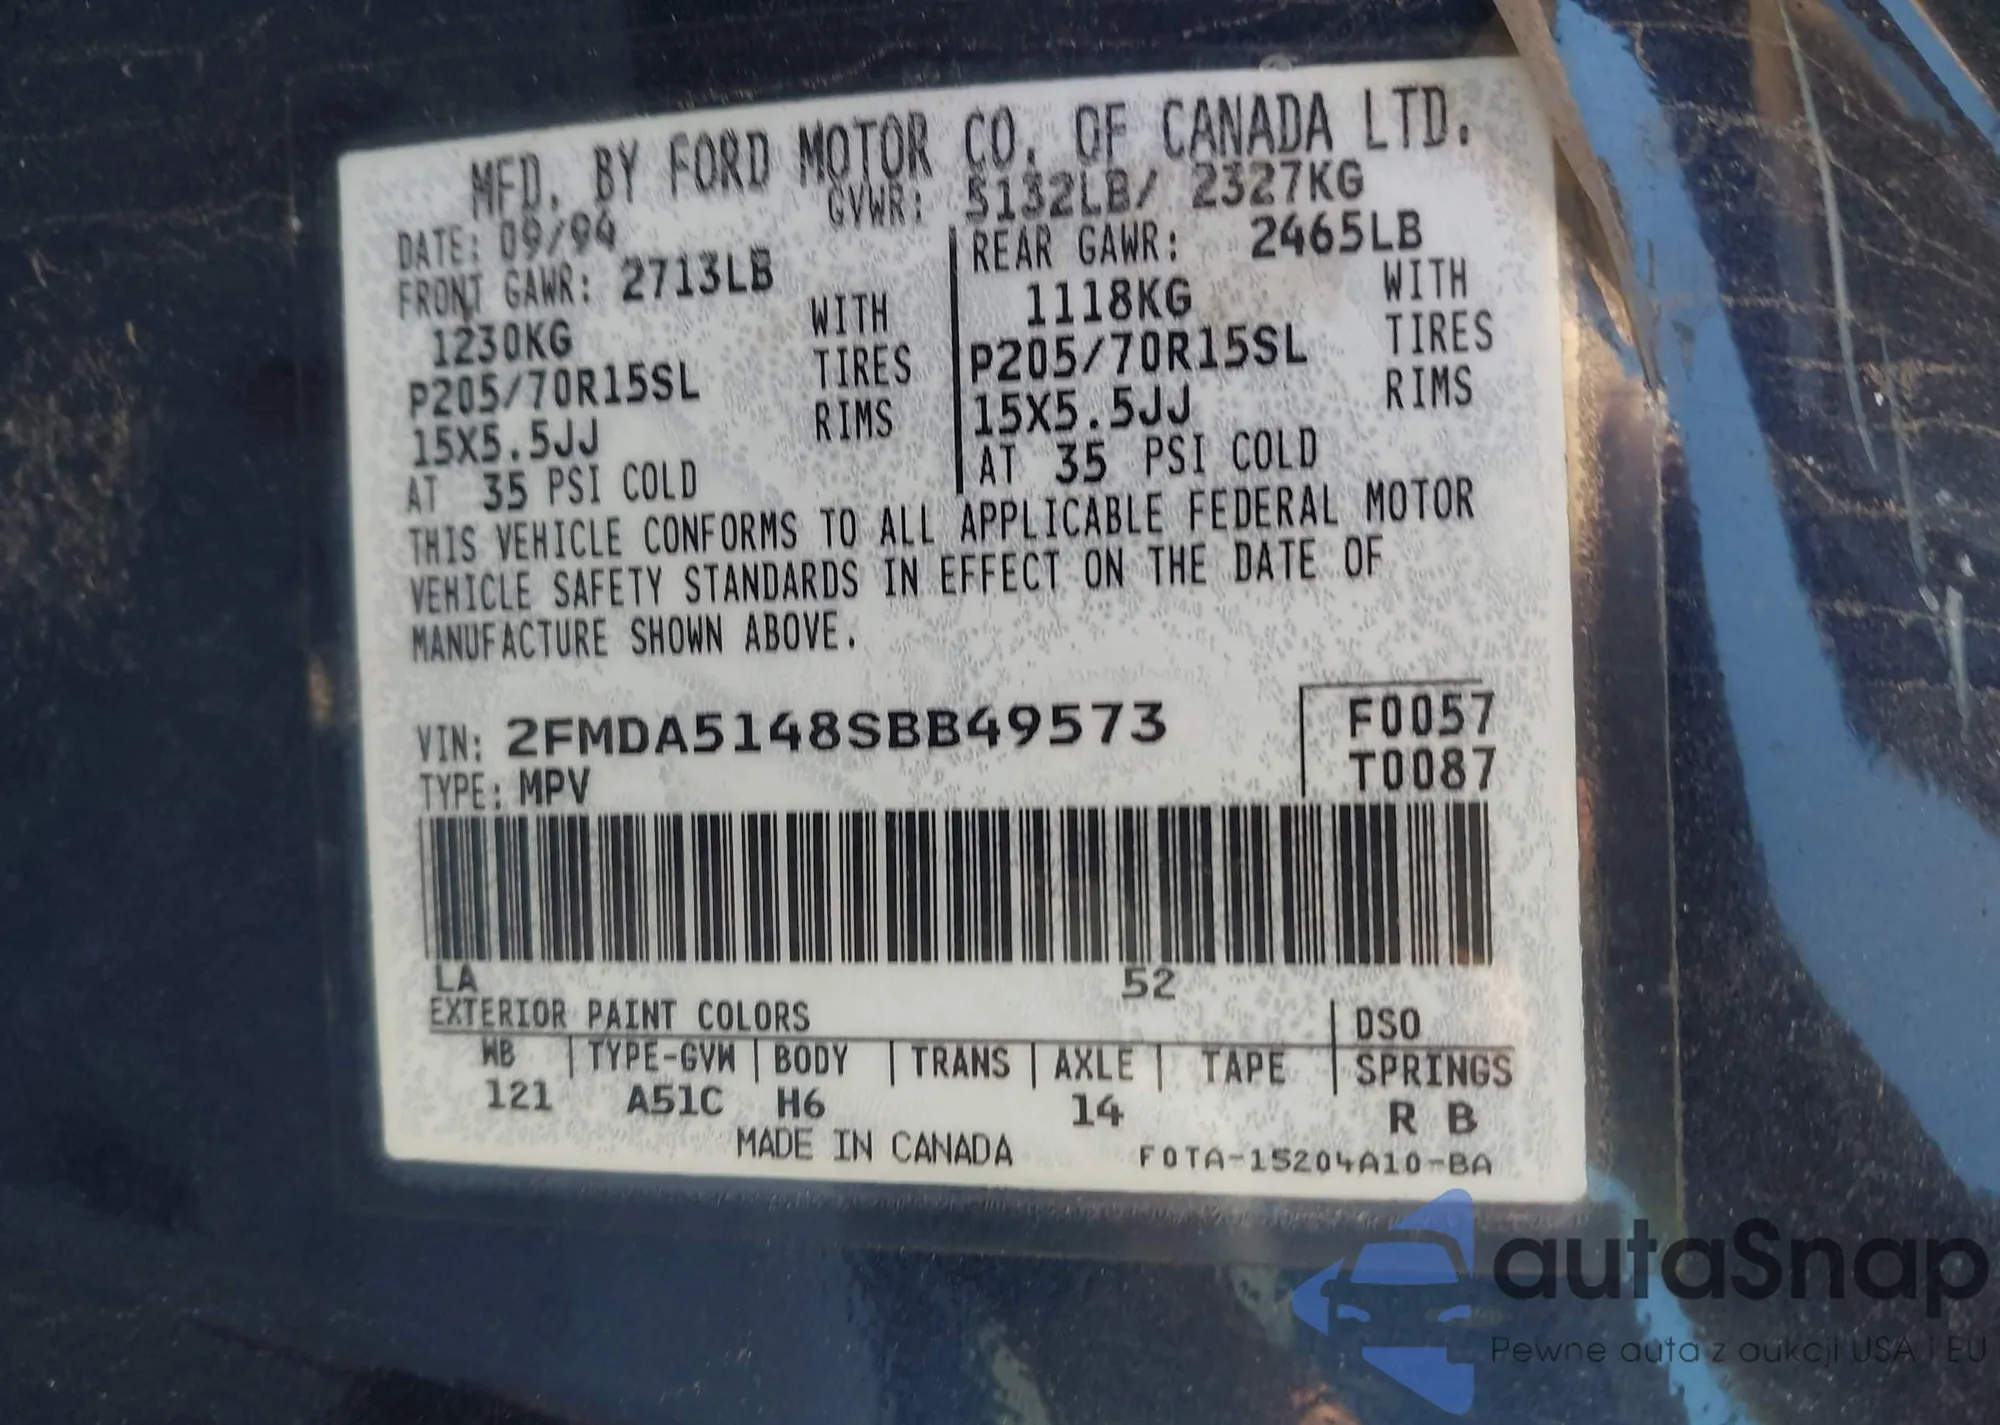 MFD. BY FORD MOTOR CO. OF CANADA LTD.
DATE: 09/94 GVWR: 5132LB/ 2327KG
FRONT GAWR: 2713LB REAR GAWR: 2465LB
1230KG WITH 1118KG WITH
P205/70R15SL TIRES P205/70R15SL TIRES
15X5.5JJ RIMS 15X5.5JJ RIMS
AT 35 PSI COLD AT 35 PSI COLD
THIS VEHICLE CONFORMS TO ALL APPLICABLE FEDERAL MOTOR
VEHICLE SAFETY STANDARDS IN EFFECT ON THE DATE OF
MANUFACTURE SHOWN ABOVE.
VIN: 2FMDA5148SBB49573 F0057
TYPE: MPV T0087
LA 52
EXTERIOR PAINT COLORS DSO
WB TYPE-GVW BODY TRANS AXLE TAPE SPRINGS
121 A51C H6 14 R B
MADE IN CANADA F0TA-15204A10-BA
autaSnap
Pewne auta z aukcji USA i EU